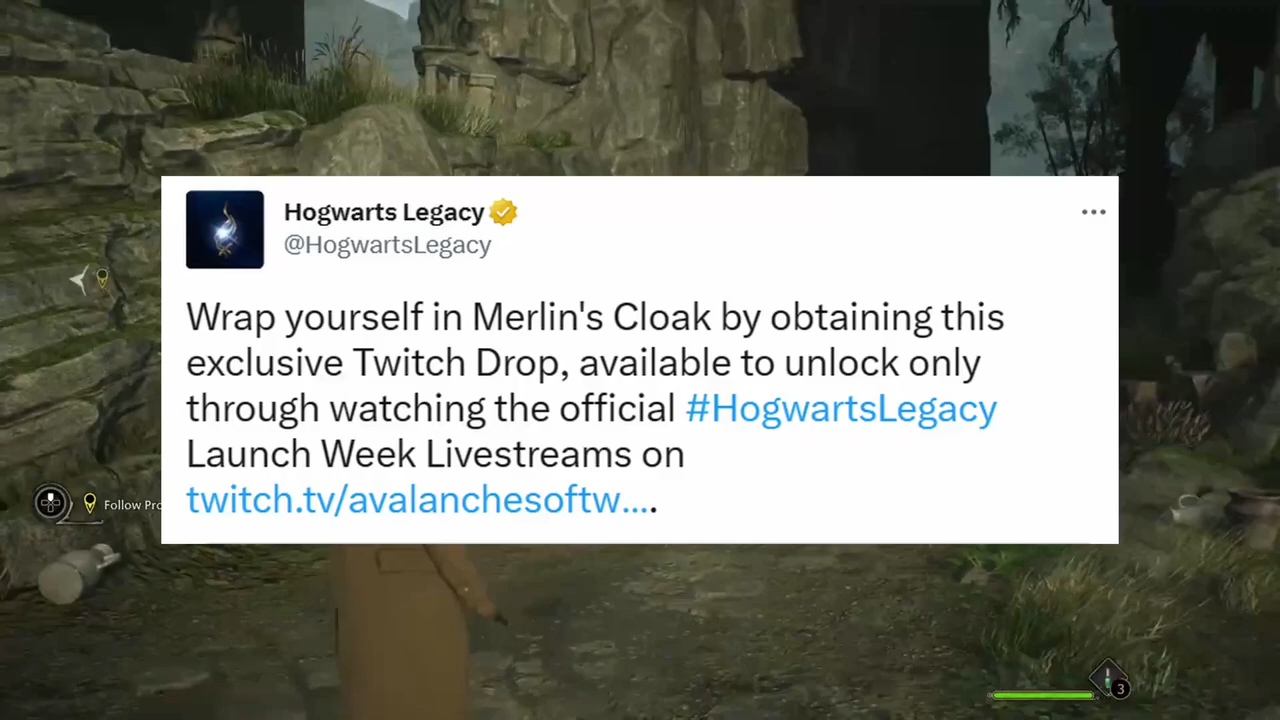 Hogwarts Legacy
@HogwartsLegacy
Wrap yourself in Merlin's Cloak by obtaining this
exclusive Twitch Drop, available to unlock only
through watching the official #HogwartsLegacy
Launch Week Livestreams on
twitch.tv/avalanchesoftw....
Follow Pro
3